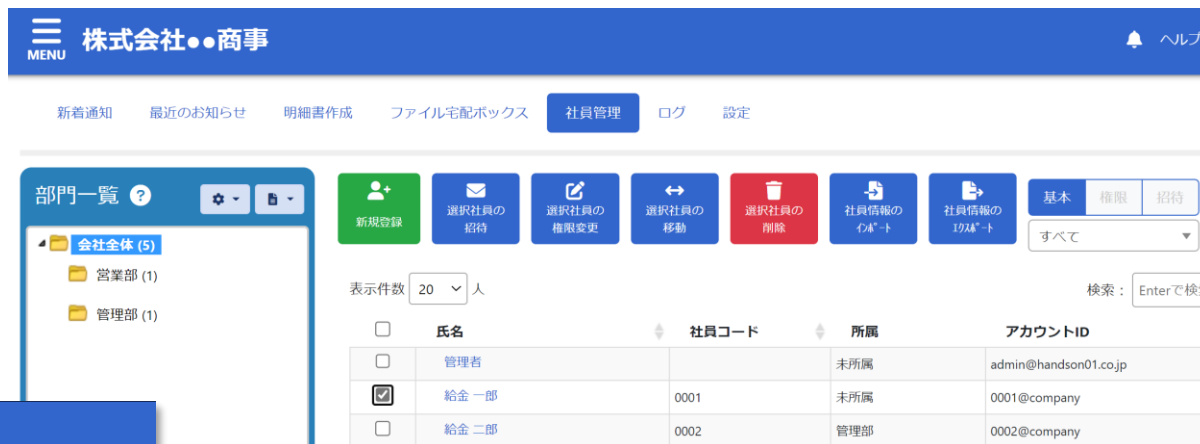 MENU 株式会社●●商事 ヘルプ
新着通知 最近のお知らせ 明細書作成 ファイル宅配ボックス 社員管理 ログ 設定
部門一覧 ?
会社全体 (5)
営業部 (1)
管理部 (1)
新規登録
選択社員の
招待
選択社員の
権限変更
選択社員の
移動
選択社員の
削除
社員情報の
ｲﾝﾎﾟｰﾄ
社員情報の
ｴｸｽﾎﾟｰﾄ
基本 権限 招待
すべて
表示件数 20 人 検索： Enterで検
氏名 社員コード 所属 アカウントID
管理者 未所属 admin@handson01.co.jp
給金 一郎 0001 未所属 0001@company
給金 二郎 0002 管理部 0002@company